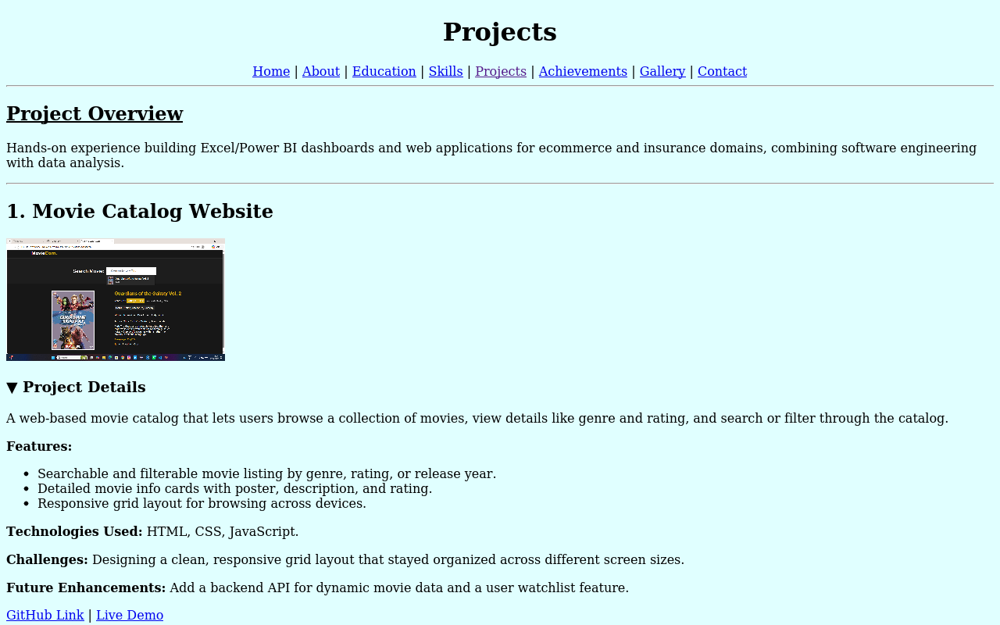 Projects
Home | About | Education | Skills | Projects | Achievements | Gallery | Contact
Project Overview
Hands-on experience building Excel/Power BI dashboards and web applications for ecommerce and insurance domains, combining software engineering
with data analysis.
1. Movie Catalog Website
MovieCom.
Search Movie:
Guardians of the Galaxy Vol. 2
▼ Project Details
A web-based movie catalog that lets users browse a collection of movies, view details like genre and rating, and search or filter through the catalog.
Features:
• Searchable and filterable movie listing by genre, rating, or release year.
• Detailed movie info cards with poster, description, and rating.
• Responsive grid layout for browsing across devices.
Technologies Used: HTML, CSS, JavaScript.
Challenges: Designing a clean, responsive grid layout that stayed organized across different screen sizes.
Future Enhancements: Add a backend API for dynamic movie data and a user watchlist feature.
GitHub Link | Live Demo